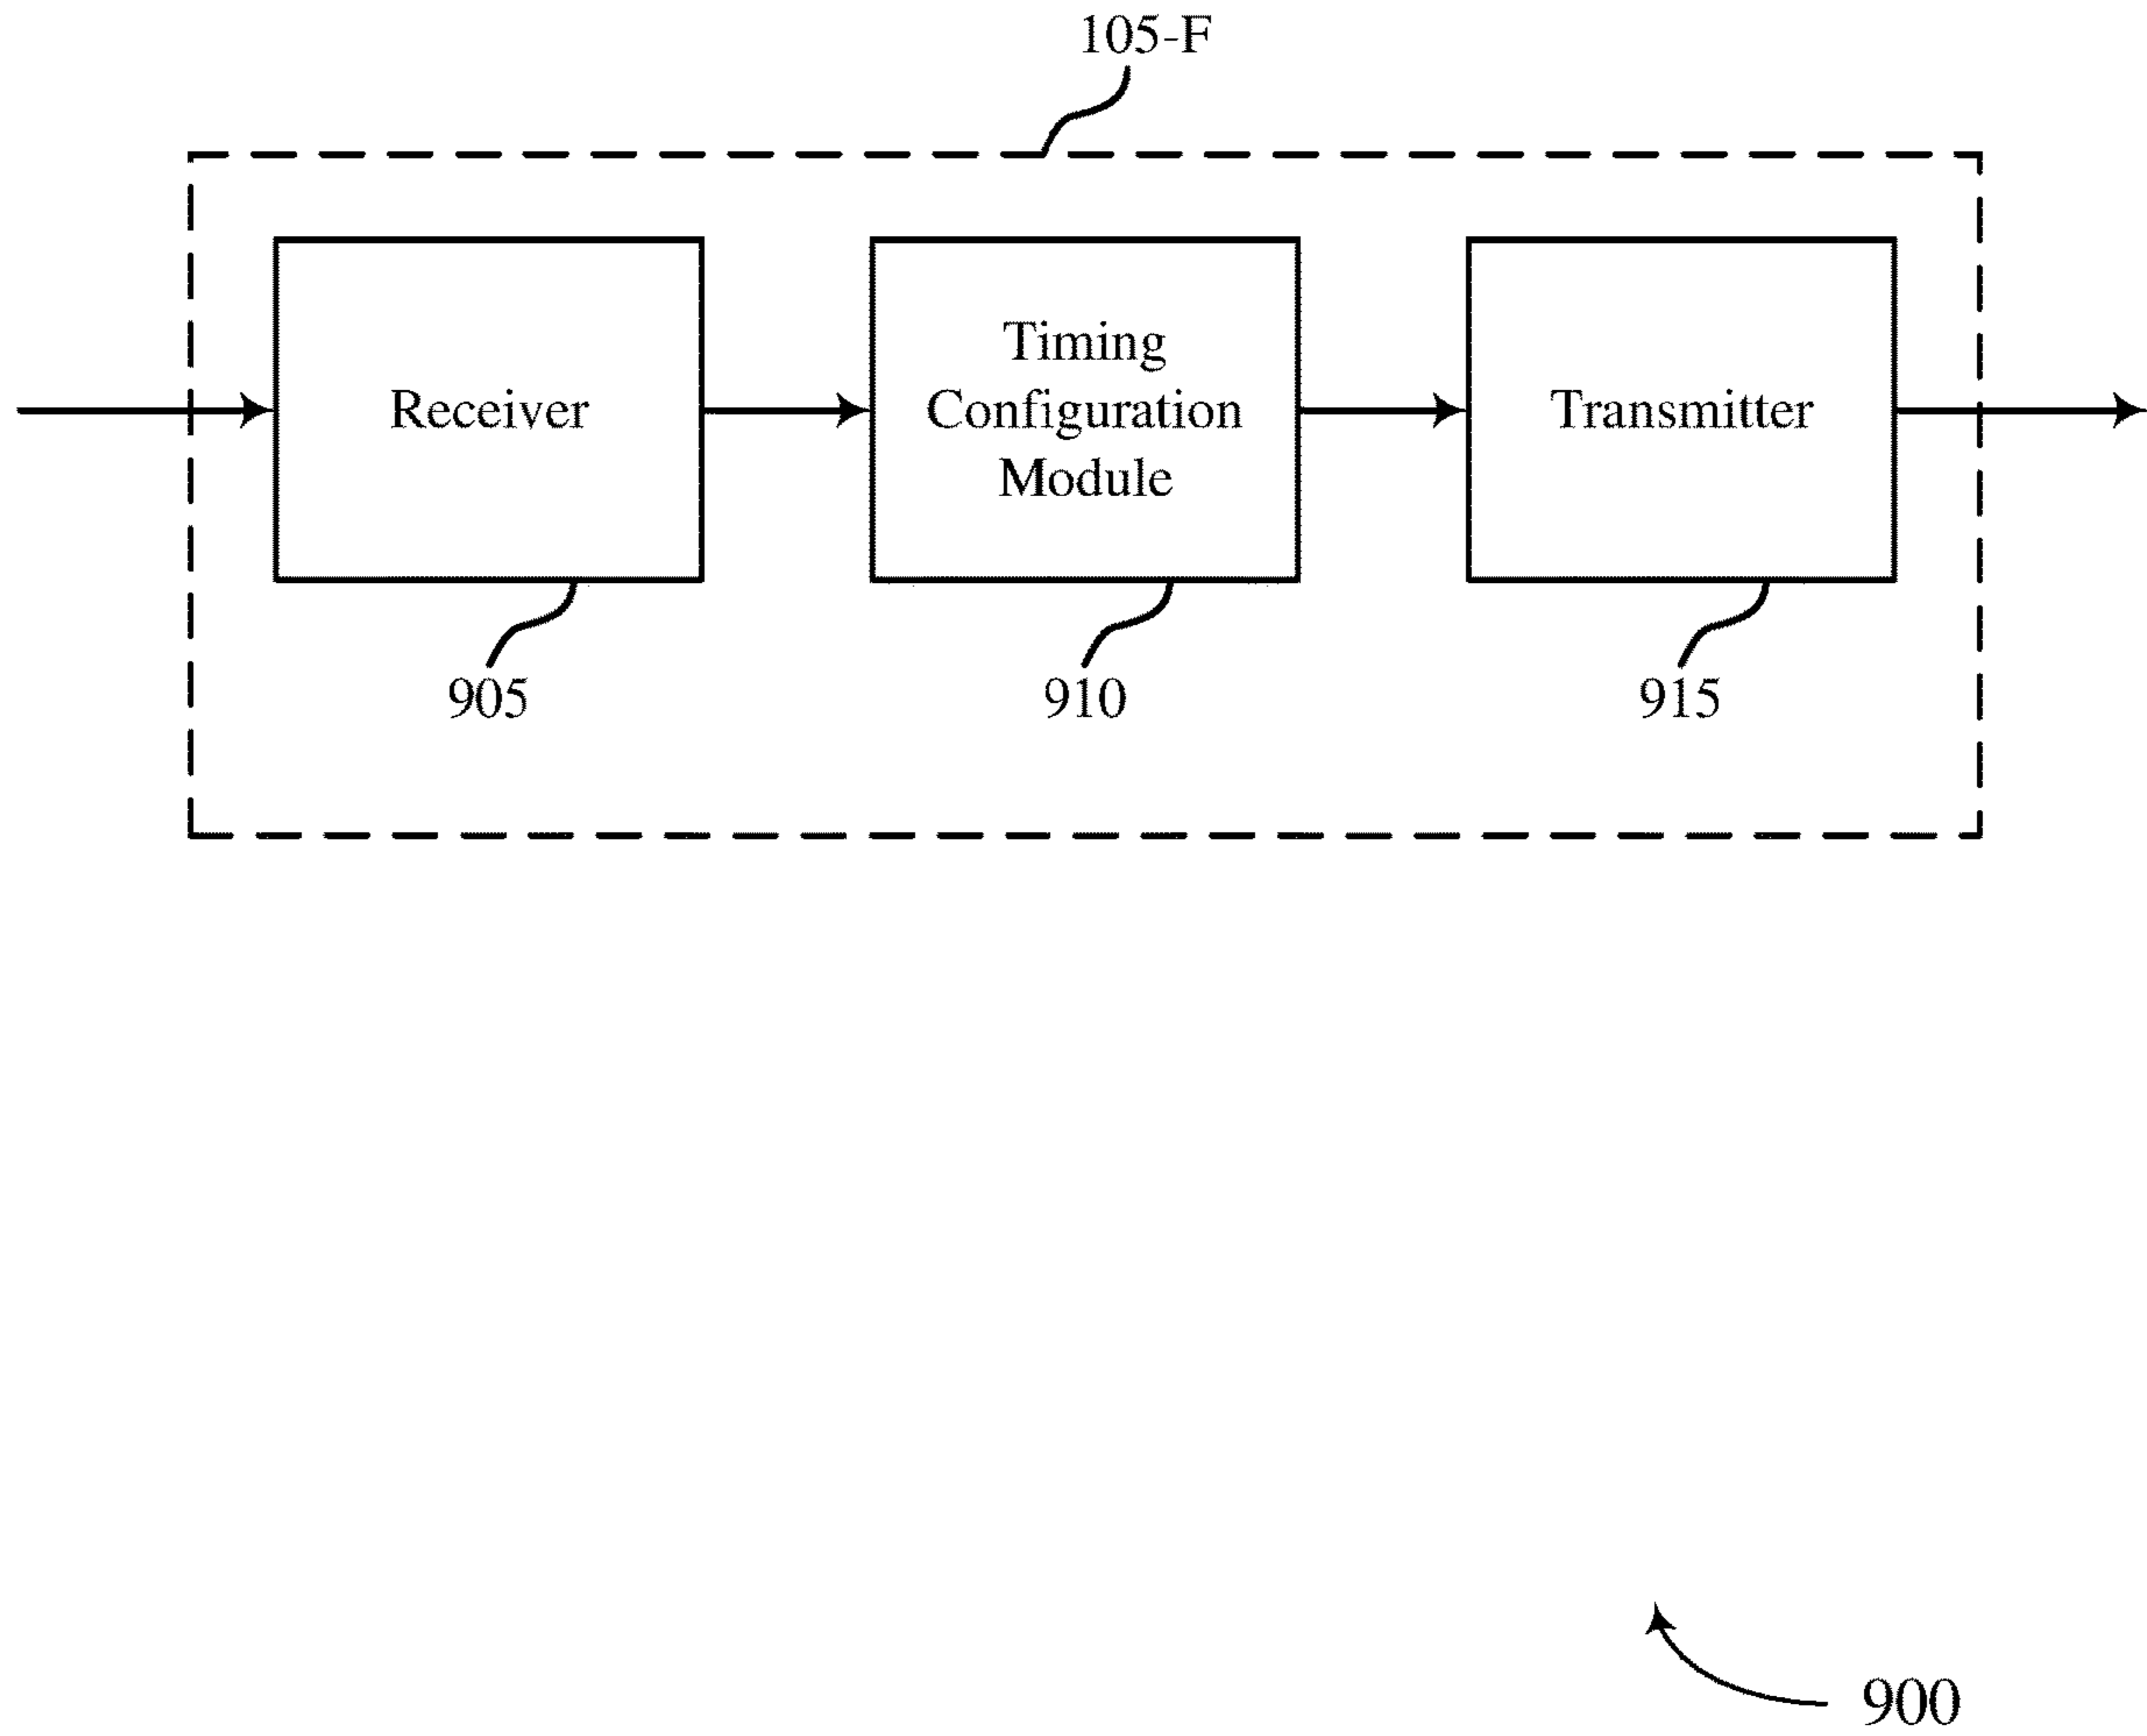 105-F
Receiver
Timing
Configuration
Module
Transmitter
905
910
915
900